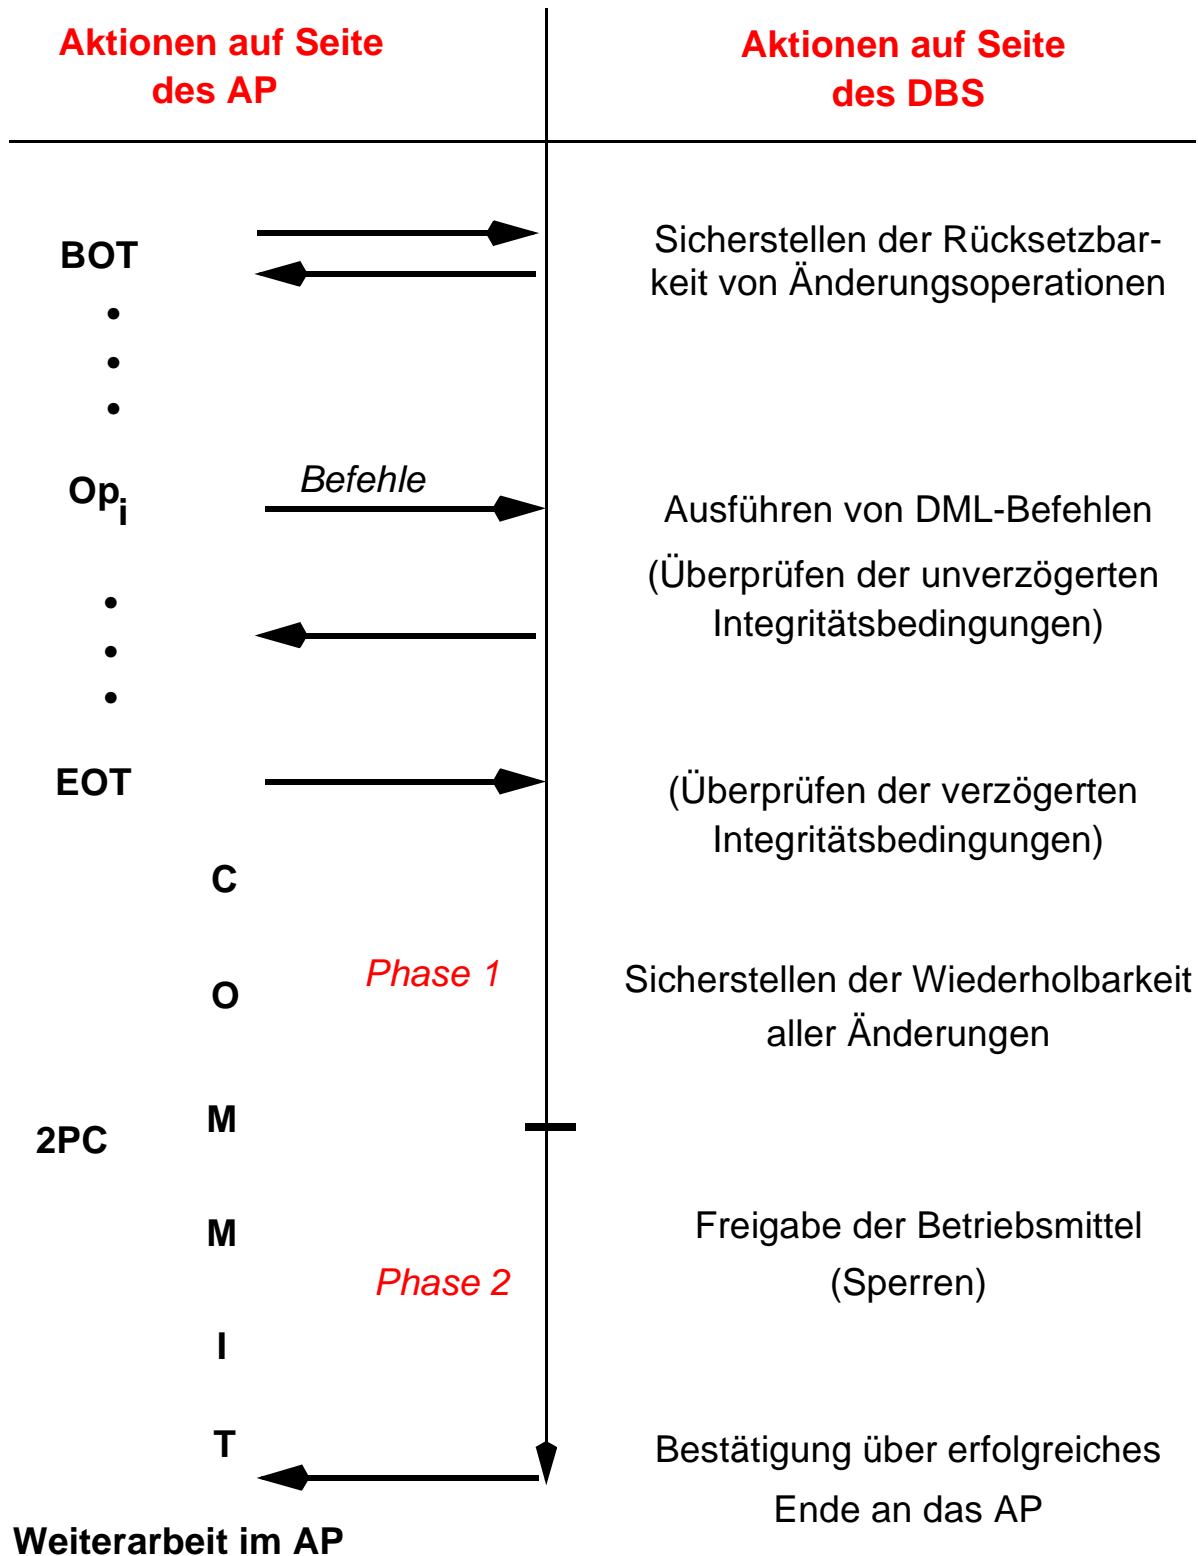 Aktionen auf Seite
des AP
Aktionen auf Seite
des DBS
BOT
Sicherstellen der Rücksetzbar-
keit von Änderungsoperationen
Op_i
Befehle
Ausführen von DML-Befehlen
(Überprüfen der unverzögerten
Integritätsbedingungen)
EOT
(Überprüfen der verzögerten
Integritätsbedingungen)
C
O
M
M
I
T
Phase 1
Sicherstellen der Wiederholbarkeit
aller Änderungen
2PC
Phase 2
Freigabe der Betriebsmittel
(Sperren)
Bestätigung über erfolgreiches
Ende an das AP
Weiterarbeit im AP